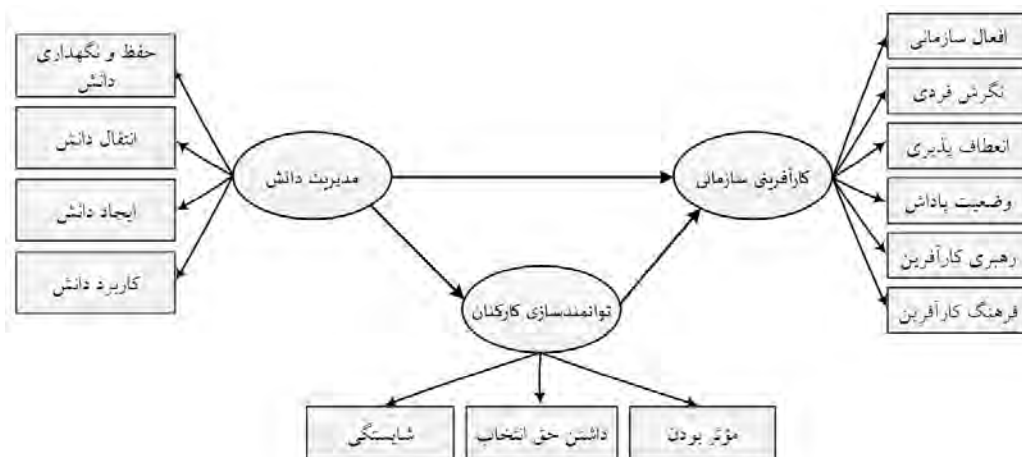 حفظ و نگهداری
دانش
انتقال دانش
ایجاد دانش
کاربرد دانش
مدیریت دانش
کارآفرینی سازمانی
توانمندسازی کارکنان
افعال سازمانی
نگرش فردی
انعطاف پذیری
وضعیت پاداش
رهبری کارآفرین
فرهنگ کارآفرین
شایستگی
داشتن حق انتخاب
مؤثر بودن